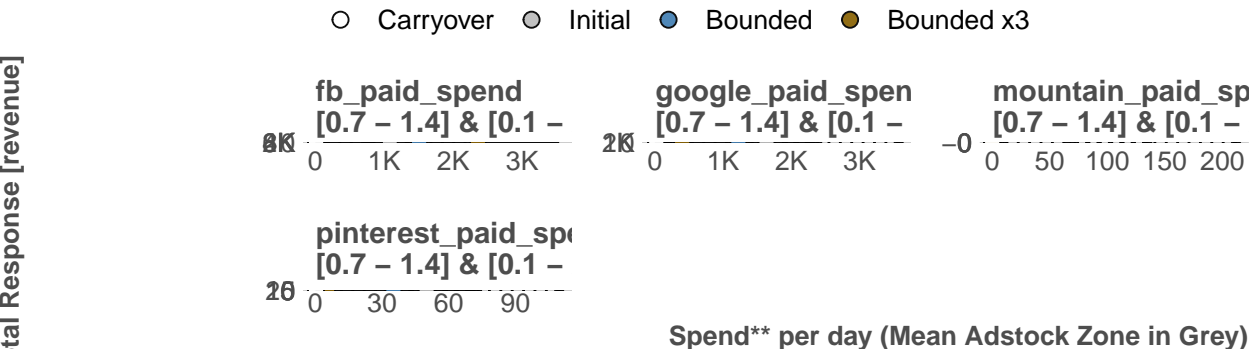 Carryover Initial Bounded Bounded x3
tal Response [revenue]
fb_paid_spend
[0.7 – 1.4] & [0.1 –
0 1K 2K 3K
google_paid_spen
[0.7 – 1.4] & [0.1 –
0 1K 2K 3K
mountain_paid_sp
[0.7 – 1.4] & [0.1 –
–0
0 50 100 150 200
pinterest_paid_spe
[0.7 – 1.4] & [0.1 –
0 30 60 90
Spend** per day (Mean Adstock Zone in Grey)